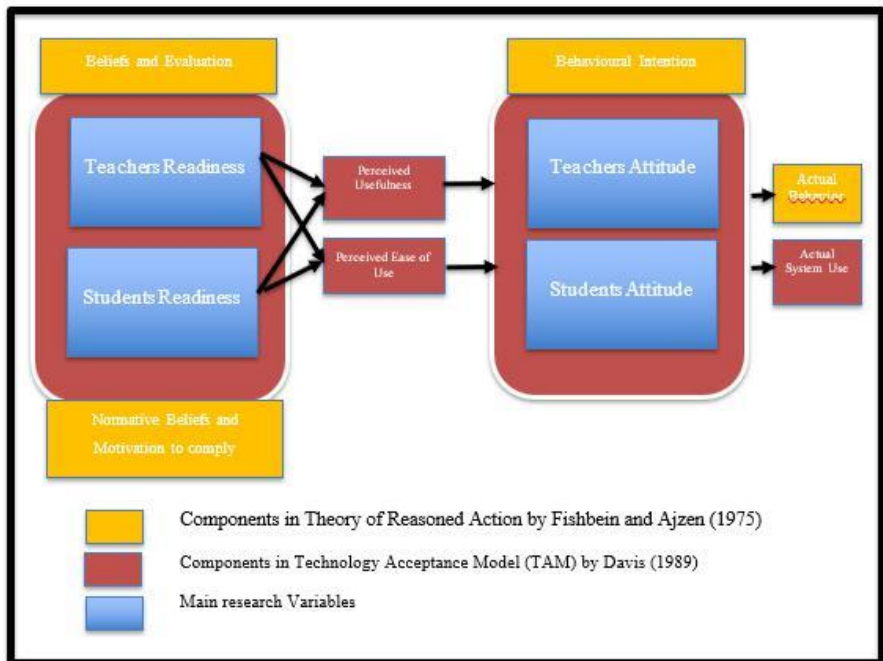 Beliefs and Evaluation
Behavioural Intention
Teachers Readiness
Perceived
Usefulness
Teachers Attitude
Actual
Behavior
Perceived Ease of
Use
Actual
System Use
Students Readiness
Students Attitude
Normative Beliefs and
Motivation to comply
Components in Theory of Reasoned Action by Fishbein and Ajzen (1975)
Components in Technology Acceptance Model (TAM) by Davis (1989)
Main research Variables